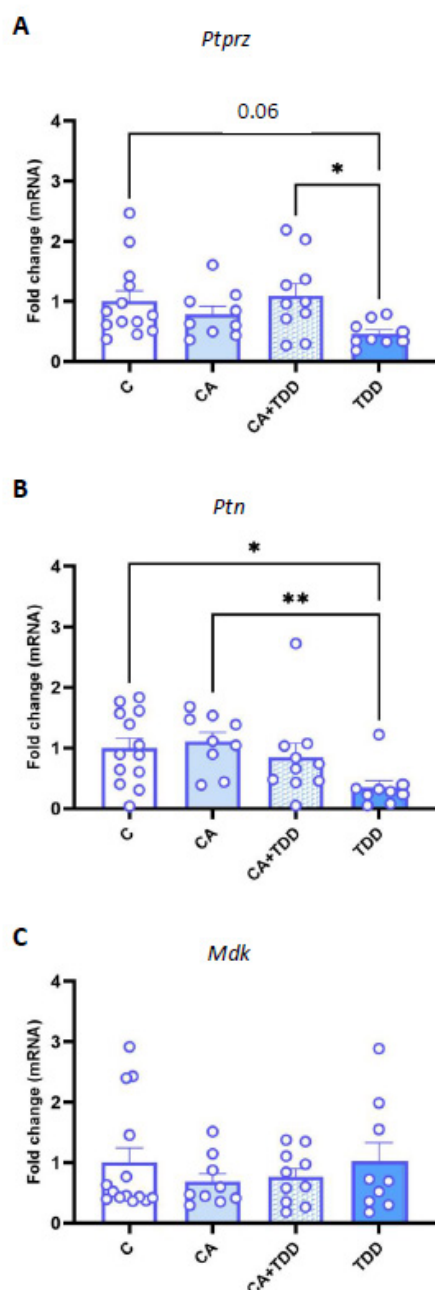 A
Ptprz
0.06
*
4
3
2
1
0
Fold change (mRNA)
C
CA
CA+TDD
TDD
B
Ptn
*
**
4
3
2
1
0
Fold change (mRNA)
C
CA
CA+TDD
TDD
C
Mdk
4
3
2
1
0
Fold change (mRNA)
C
CA
CA+TDD
TDD